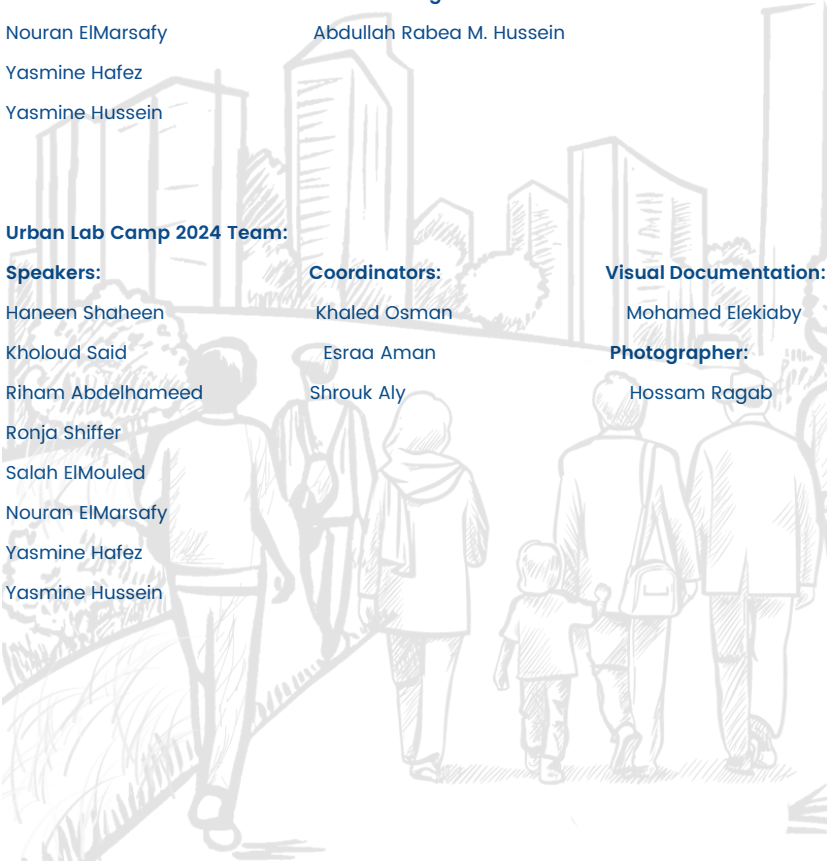 Nouran ElMarsafy Abdullah Rabea M. Hussein
Yasmine Hafez
Yasmine Hussein
Urban Lab Camp 2024 Team:
Speakers: Coordinators: Visual Documentation:
Haneen Shaheen Khaled Osman Mohamed Elekiaby
Kholoud Said Esraa Aman Photographer:
Riham Abdelhameed Shrouk Aly Hossam Ragab
Ronja Shiffer
Salah ElMouled
Nouran ElMarsafy
Yasmine Hafez
Yasmine Hussein